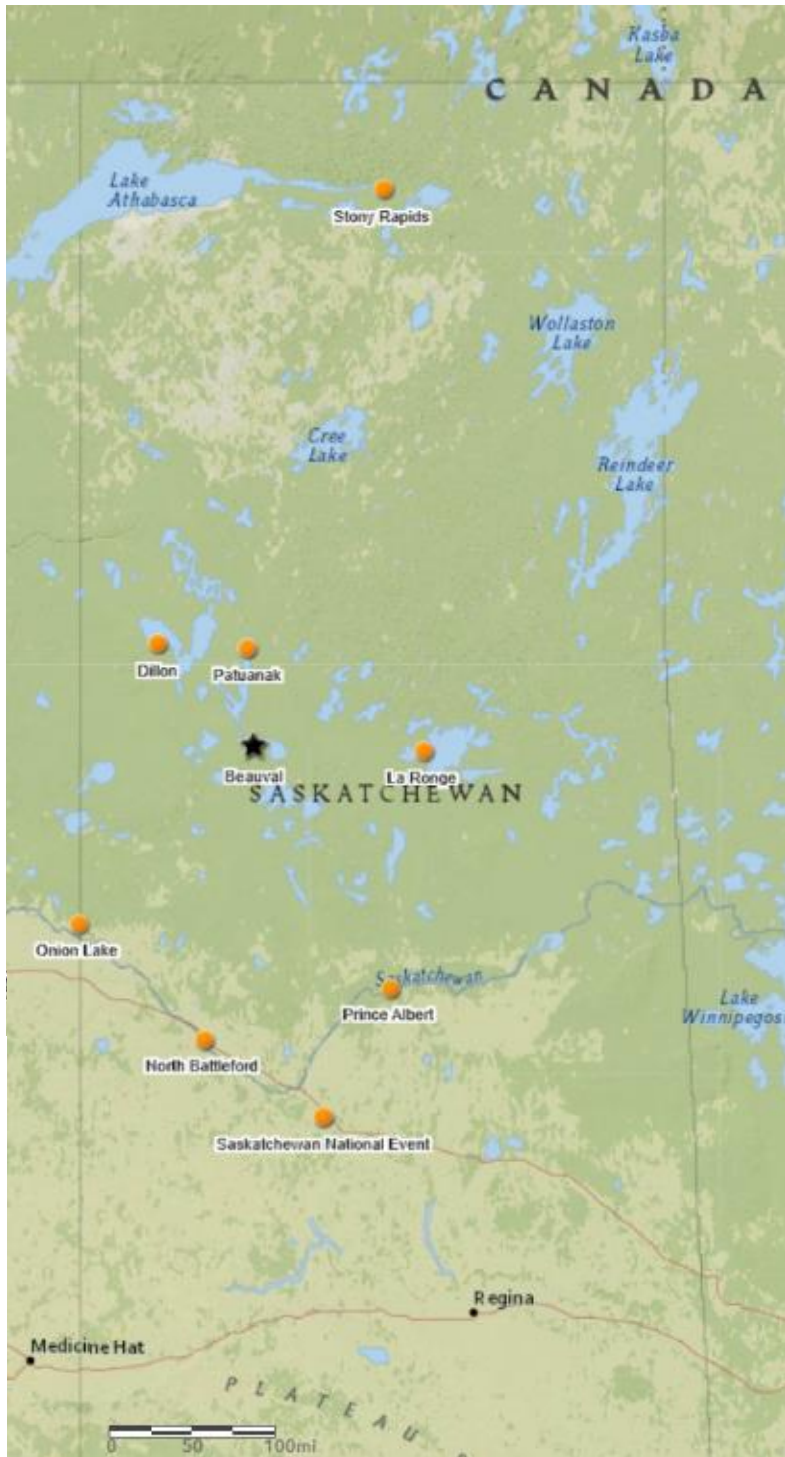 Kasba
Lake
CANADA
Lake
Athabasca
Stony Rapids
Wollaston
Lake
Cree
Lake
Reindeer
Lake
Dillon
Patuanak
Beauval
La Ronge
SASKATCHEWAN
Onion Lake
Saskatchewan
Prince Albert
Lake
Winnipegos
North Battleford
Saskatchewan National Event
Regina
Medicine Hat
PLATEAU
0 50 100mi